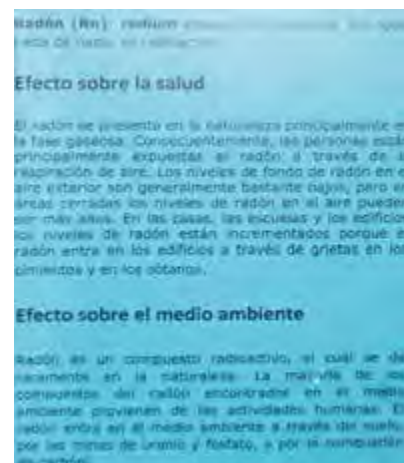 Radón (Rn) radium
Efecto sobre la salud
El radón se presenta en la naturaleza principalmente e
la fase gaseosa. Consecuentemente, las personas está
principalmente expuestas al radón a través de
respiración de aire. Los niveles de fondo de radón en e
aire exterior son generalmente bastante bajos, pero en
áreas cerradas los niveles de radón en el aire pueden
ser más altos. En las casas, las escuelas y los edificio
los niveles de radón están incrementados porque e
radón entra en los edificios a través de grietas en los
cimientos y en los sótanos.
Efecto sobre el medio ambiente
Radón es un compuesto radioactivo, el cual se da
raramente en la naturaleza. La mayoría de los
compuestos del radón encontrados en el medio
ambiente provienen de las actividades humanas. El
radón entra en el medio ambiente a través del suelo,
por las minas de uranio y fosfato, y por la combustión
de carbón.